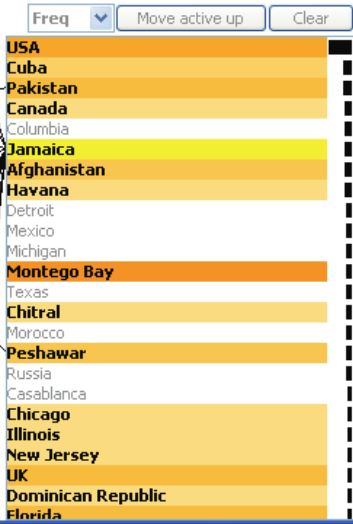 Freq Move active up Clear
USA
Cuba
Pakistan
Canada
Columbia
Jamaica
Afghanistan
Havana
Detroit
Mexico
Michigan
Montego Bay
Texas
Chitral
Morocco
Peshawar
Russia
Casablanca
Chicago
Illinois
New Jersey
UK
Dominican Republic
Florida